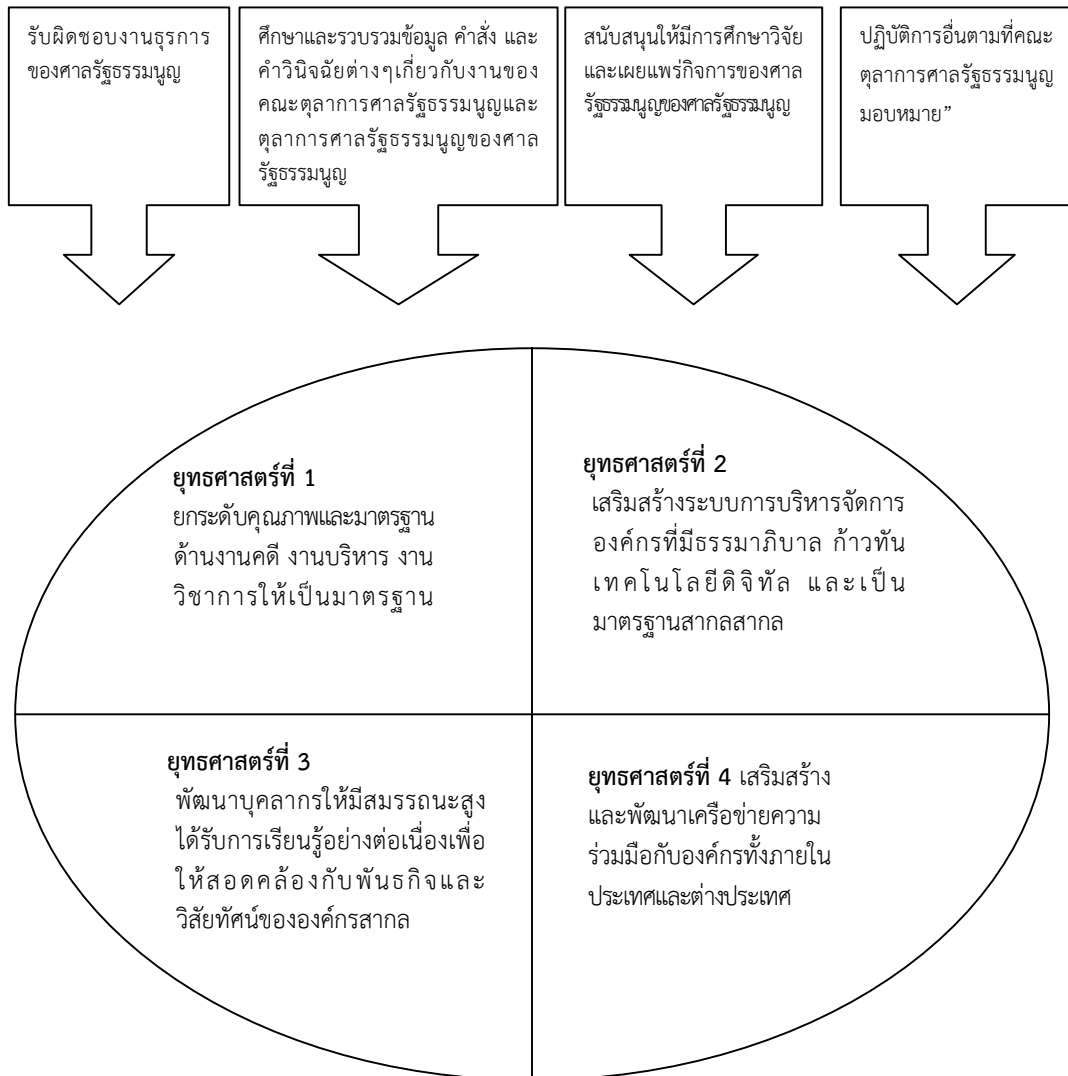 รับผิดชอบงานธุรการ
ของศาลรัฐธรรมนูญ
ศึกษาและรวบรวมข้อมูล คำสั่ง และ
คำวินิจฉัยต่างๆเกี่ยวกับงานของ
คณะตุลาการศาลรัฐธรรมนูญและ
ตุลาการศาลรัฐธรรมนูญของศาล
รัฐธรรมนูญ
สนับสนุนให้มีการศึกษาวิจัย
และเผยแพร่กิจการของศาล
รัฐธรรมนูญของศาลรัฐธรรมนูญ
ปฏิบัติการอื่นตามที่คณะ
ตุลาการศาลรัฐธรรมนูญ
มอบหมาย”
ยุทธศาสตร์ที่ 1
ยกระดับคุณภาพและมาตรฐาน
ด้านงานคดี งานบริหาร งาน
วิชาการให้เป็นมาตรฐาน
ยุทธศาสตร์ที่ 2
เสริมสร้างระบบการบริหารจัดการ
องค์กรที่มีธรรมาภิบาล ก้าวทัน
เทคโนโลยีดิจิทัล และเป็น
มาตรฐานสากลสากล
ยุทธศาสตร์ที่ 3
พัฒนาบุคลากรให้มีสมรรถนะสูง
ได้รับการเรียนรู้อย่างต่อเนื่องเพื่อ
ให้สอดคล้องกับพันธกิจและ
วิสัยทัศน์ขององค์กรสากล
ยุทธศาสตร์ที่ 4 เสริมสร้าง
และพัฒนาเครือข่ายความ
ร่วมมือกับองค์กรทั้งภายใน
ประเทศและต่างประเทศ